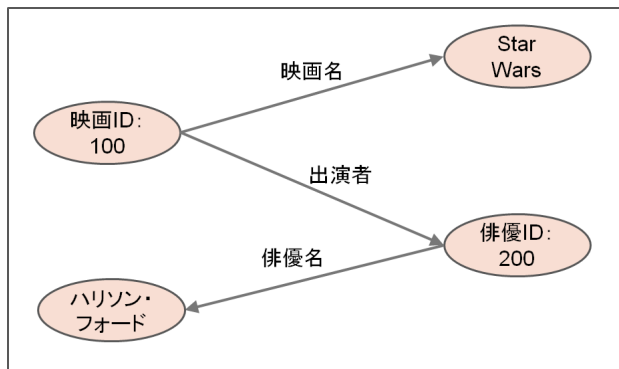 Star
Wars
映画名
映画ID:
100
出演者
俳優ID:
200
俳優名
ハリソン・
フォード